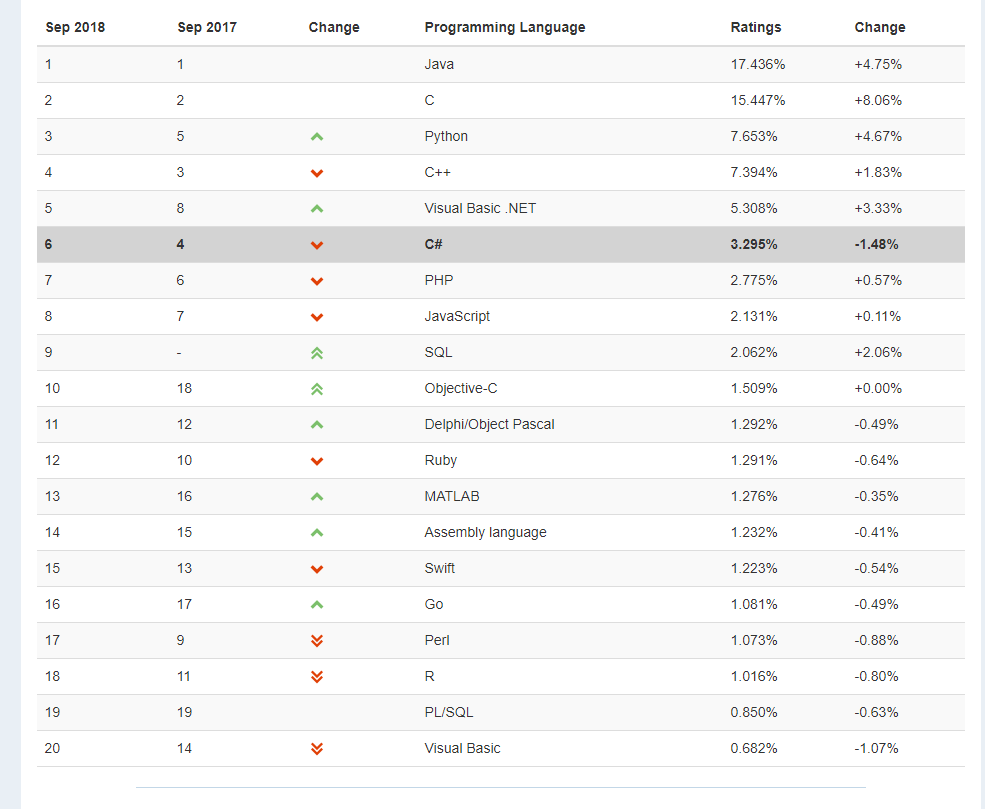 Sep 2018 Sep 2017 Change Programming Language Ratings Change
1 1 Java 17.436% +4.75%
2 2 C 15.447% +8.06%
3 5 Python 7.653% +4.67%
4 3 C++ 7.394% +1.83%
5 8 Visual Basic .NET 5.308% +3.33%
6 4 C# 3.295% -1.48%
7 6 PHP 2.775% +0.57%
8 7 JavaScript 2.131% +0.11%
9 - SQL 2.062% +2.06%
10 18 Objective-C 1.509% +0.00%
11 12 Delphi/Object Pascal 1.292% -0.49%
12 10 Ruby 1.291% -0.64%
13 16 MATLAB 1.276% -0.35%
14 15 Assembly language 1.232% -0.41%
15 13 Swift 1.223% -0.54%
16 17 Go 1.081% -0.49%
17 9 Perl 1.073% -0.88%
18 11 R 1.016% -0.80%
19 19 PL/SQL 0.850% -0.63%
20 14 Visual Basic 0.682% -1.07%